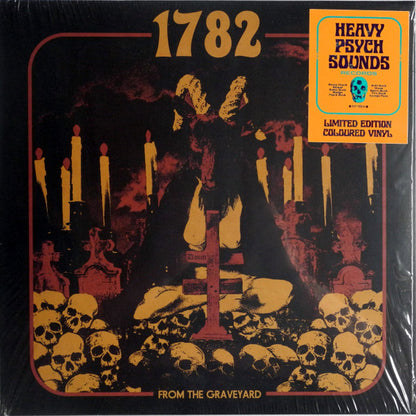 1782
HEAVY
PSYCH
SOUNDS
RECORDS
LIMITED EDITION
COLOURED VINYL
FROM THE GRAVEYARD